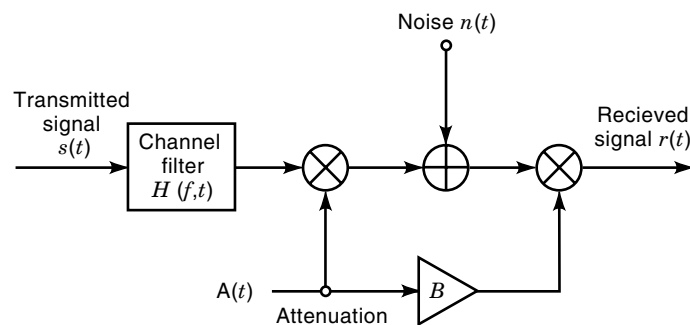 Noise n(t)
Transmitted
signal
s(t)
Channel
filter
H (f,t)
Recieved
signal r(t)
A(t)
Attenuation
B